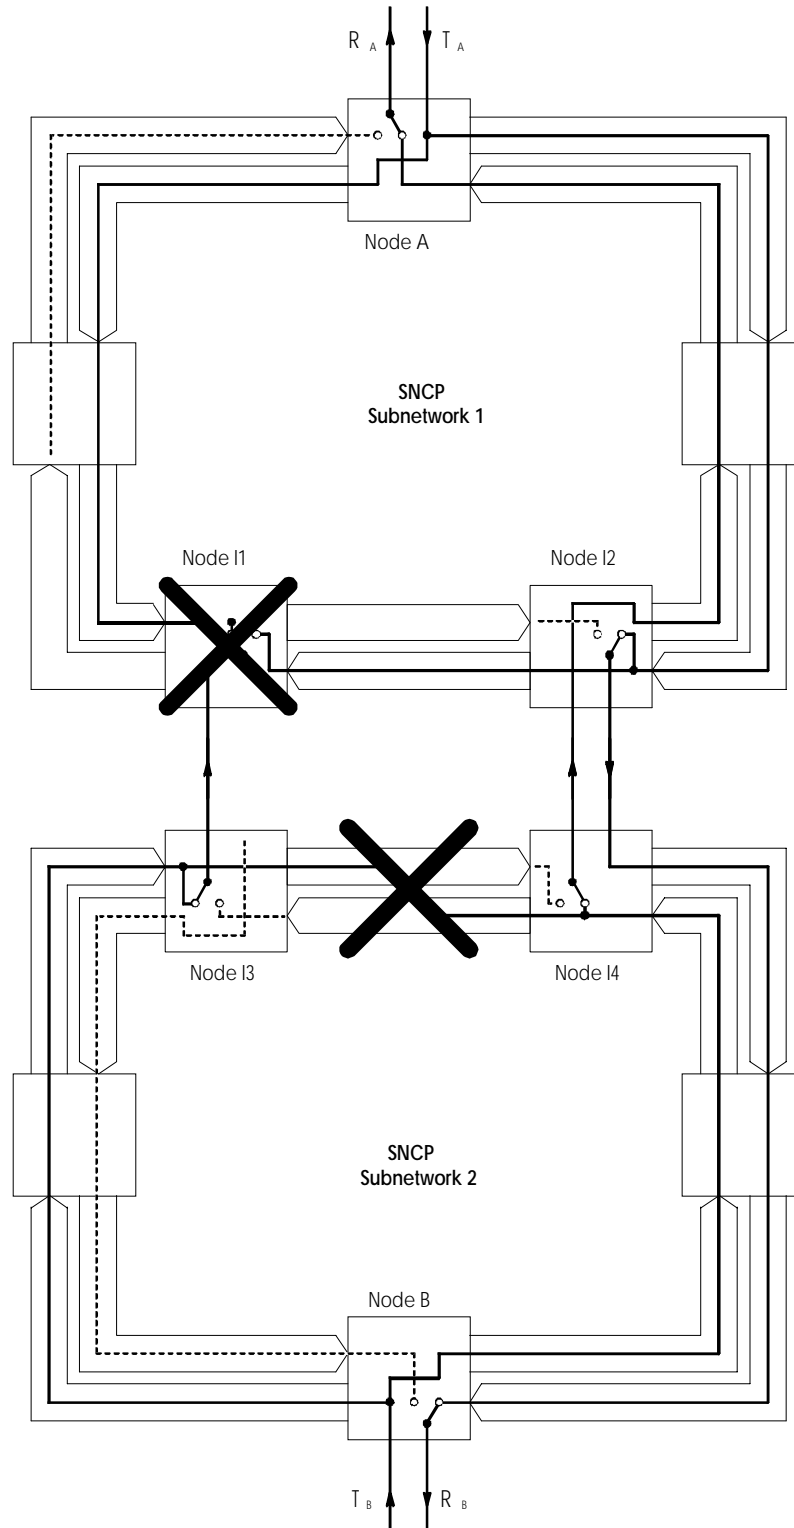 R A T A
Node A
SNCP
Subnetwork 1
Node I1
Node I2
Node I3
Node I4
SNCP
Subnetwork 2
Node B
T B R B